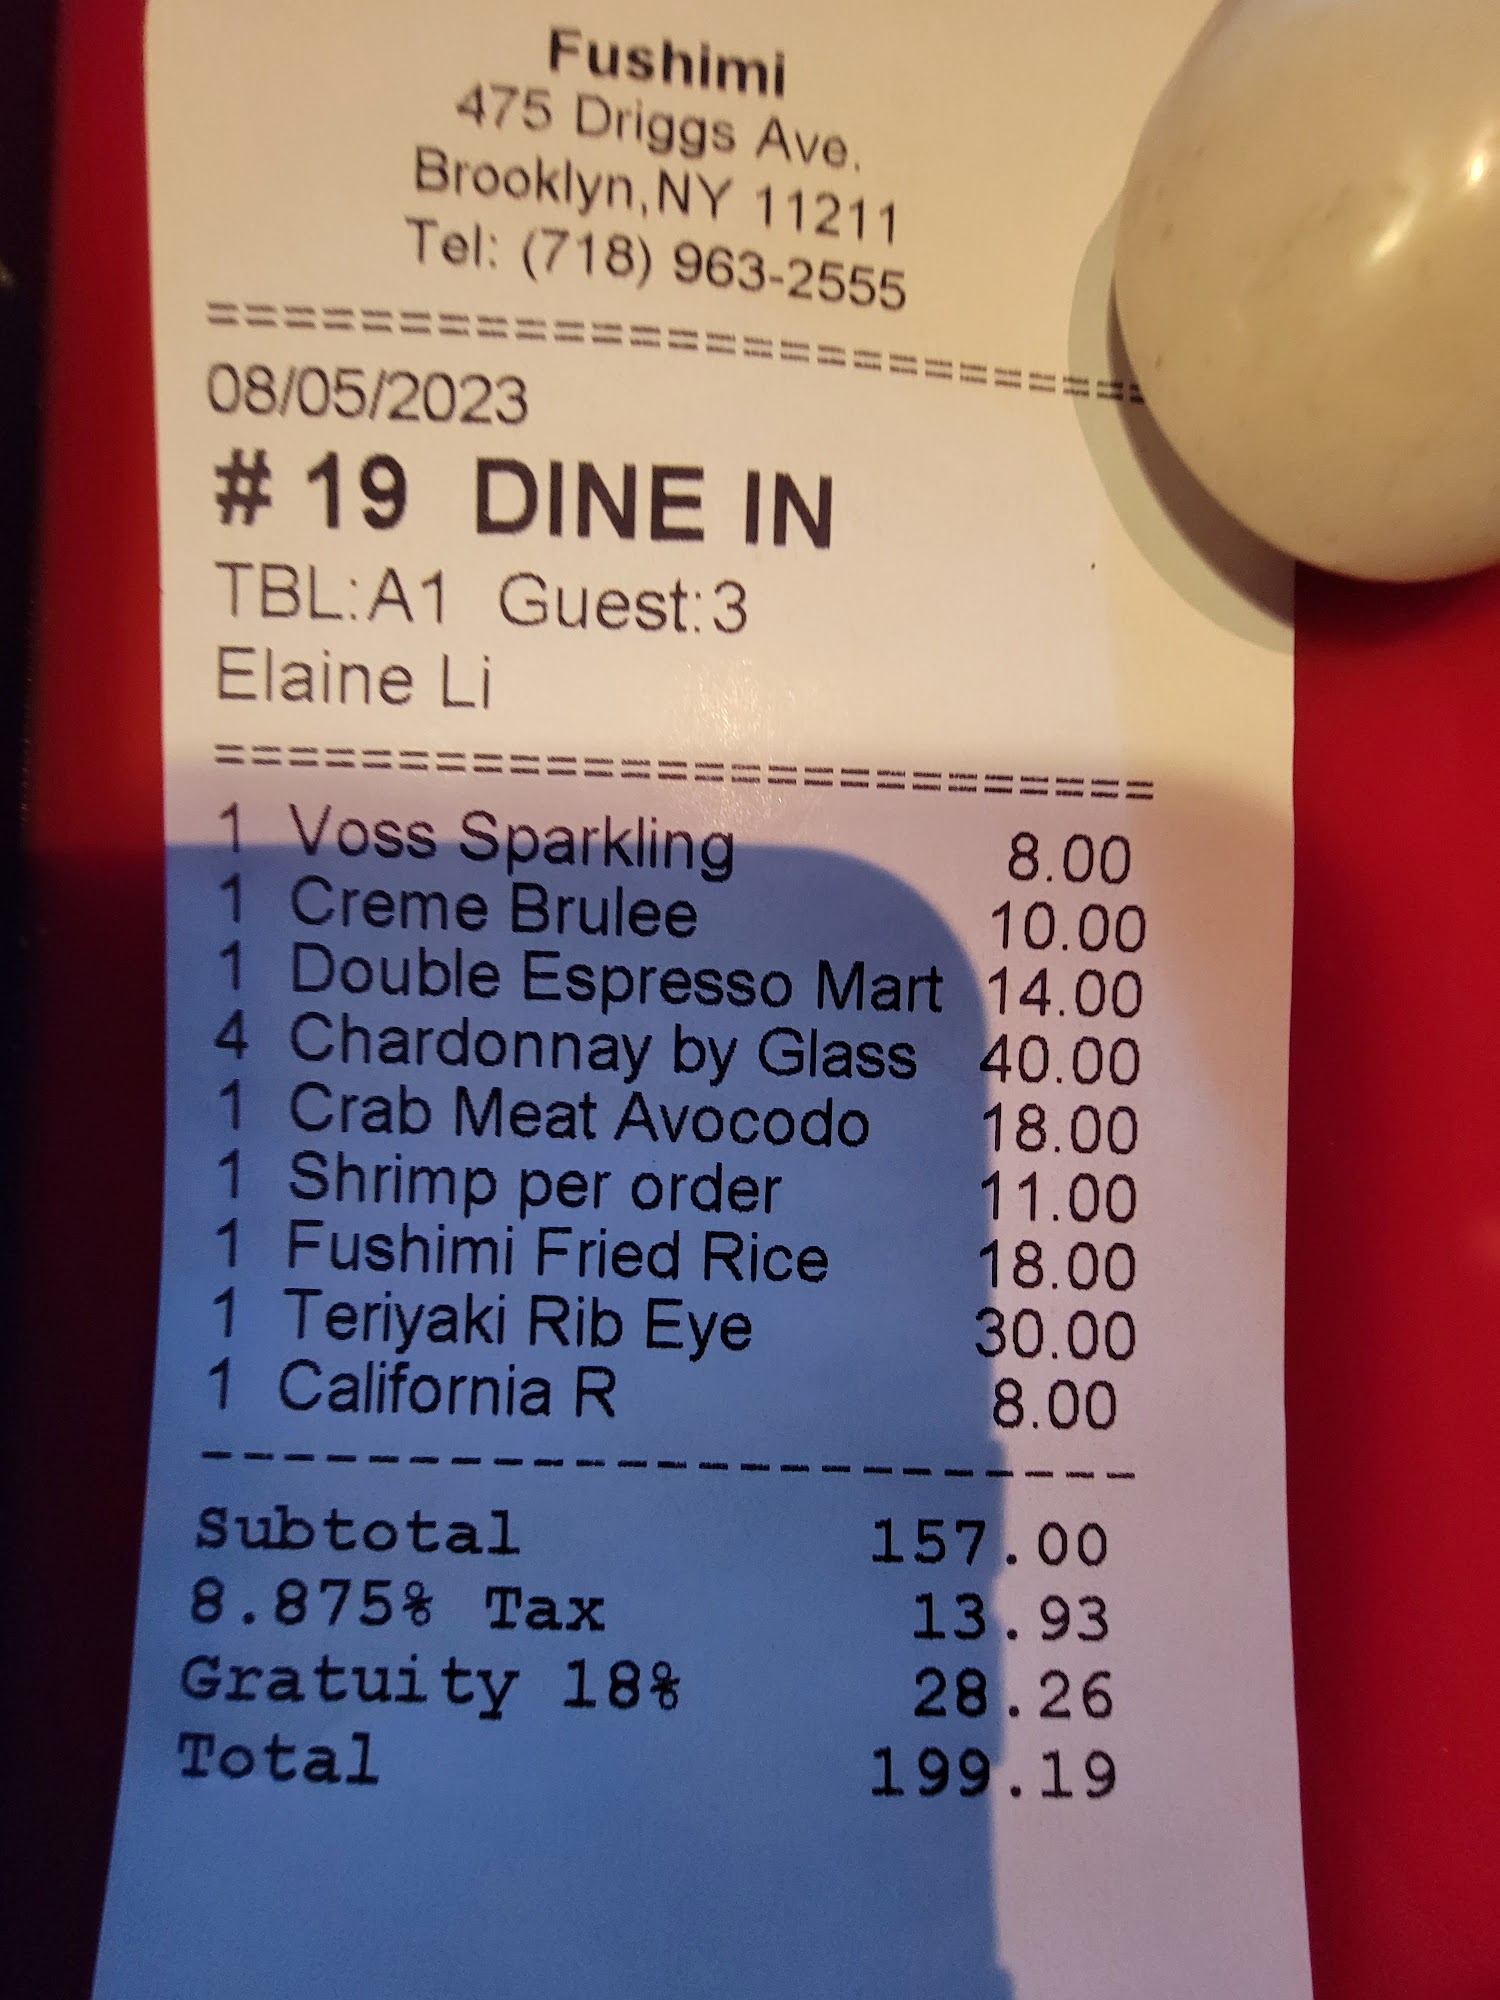 Fushimi
475 Driggs Ave.
Brooklyn,NY 11211
Tel: (718) 963-2555
=========================
08/05/2023
# 19 DINE IN
TBL:A1 Guest:3
Elaine Li
==========================
1 Voss Sparkling 8.00
1 Creme Brulee 10.00
1 Double Espresso Mart 14.00
4 Chardonnay by Glass 40.00
1 Crab Meat Avocodo 18.00
1 Shrimp per order 11.00
1 Fushimi Fried Rice 18.00
1 Teriyaki Rib Eye 30.00
1 California R 8.00
-----------------------
Subtotal 157.00
8.875% Tax 13.93
Gratuity 18% 28.26
Total 199.19